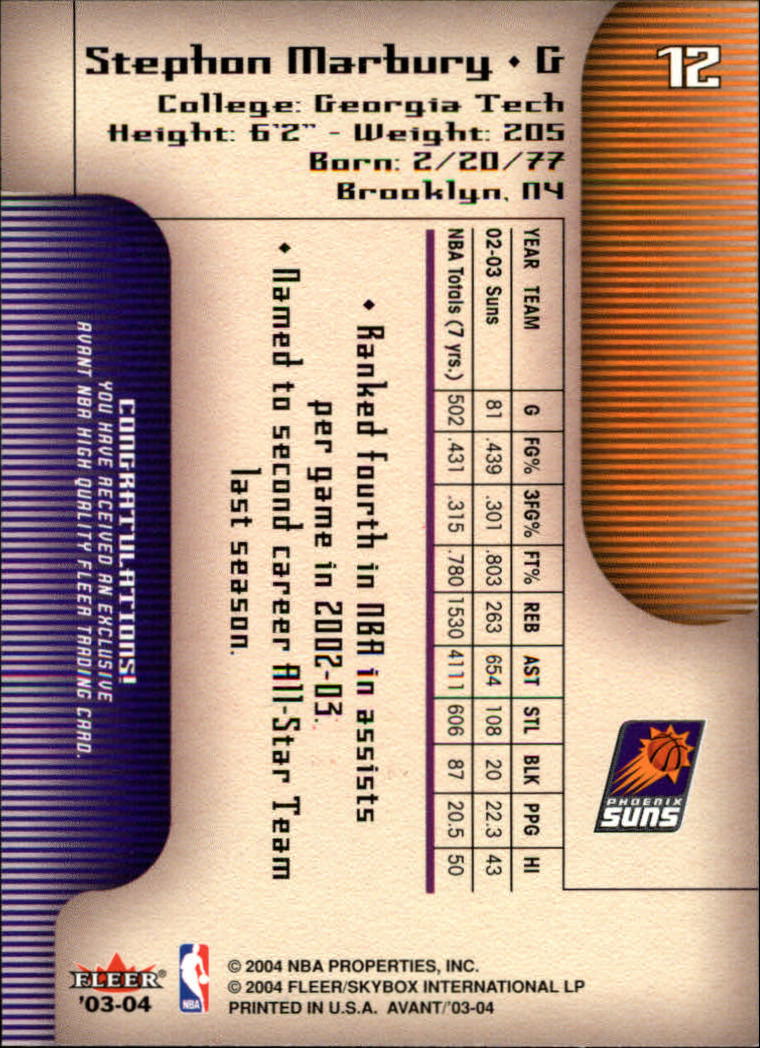 12
Stephon Marbury • G
College: Georgia Tech
Height: 6'2" - Weight: 205
Born: 2/20/77
Brooklyn, NY
YEAR TEAM G FG% 3FG% FT% REB AST STL BLK PPG HI
02-03 Suns 81 .439 .301 .803 263 654 108 20 22.3 43
NBA Totals (7 yrs.) 502 .431 .315 .780 1530 4111 606 87 20.5 50
• Ranked fourth in NBA in assists
per game in 2002-03.
• Named to second career All-Star Team
last season.
CONGRATULATIONS!
YOU HAVE RECEIVED AN EXCLUSIVE
AVANT NBA HIGH QUALITY FLEER TRADING CARD.
PHOENIX
SUNS
FLEER®
'03-04
NBA
© 2004 NBA PROPERTIES, INC.
© 2004 FLEER/SKYBOX INTERNATIONAL LP
PRINTED IN U.S.A. AVANT/'03-04